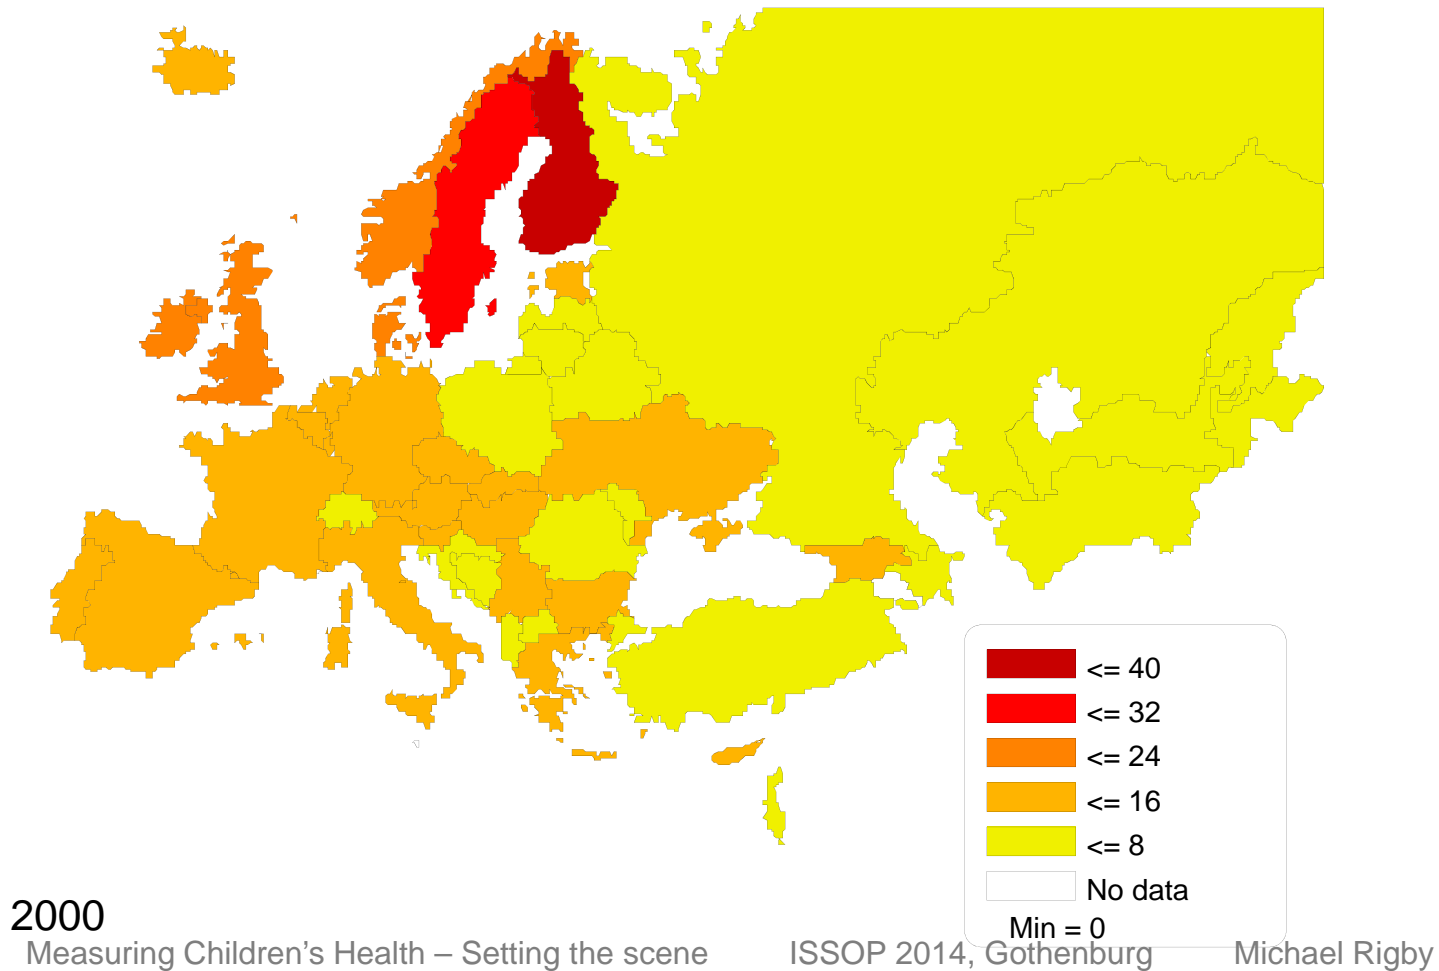 <= 40
<= 32
<= 24
<= 16
<= 8
No data
Min = 0
2000
Measuring Children’s Health – Setting the scene ISSOP 2014, Gothenburg Michael Rigby